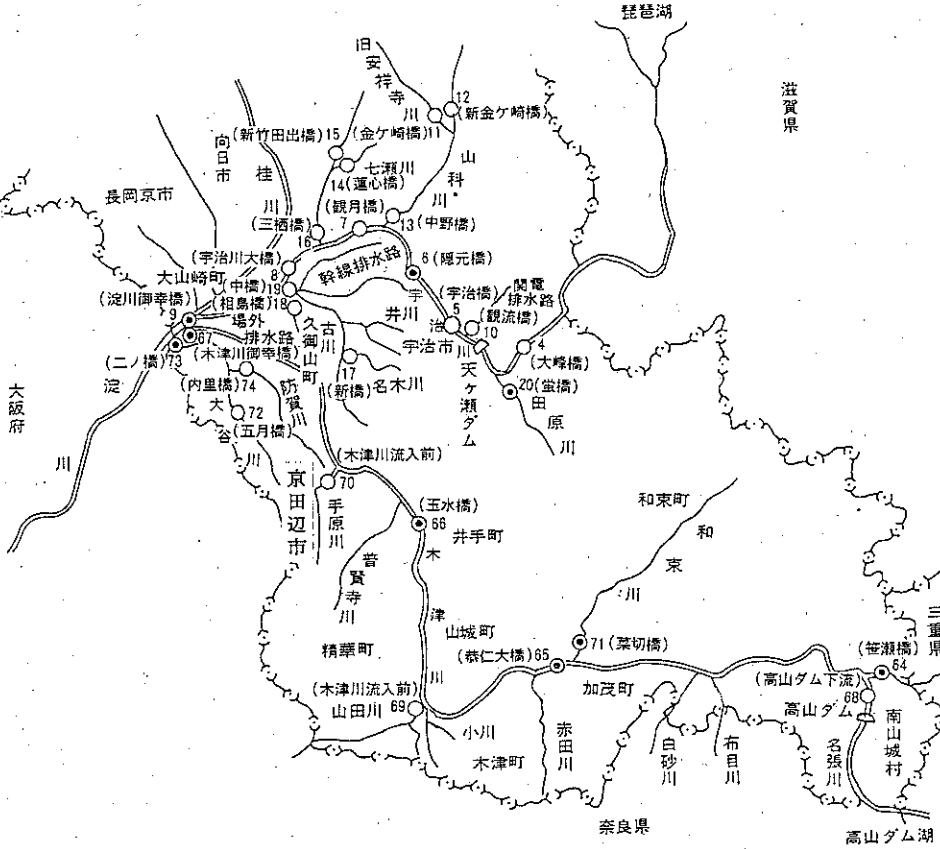 琵琶湖
滋賀県
旧安祥寺川
12
(新金ケ崎橋)
(新竹田出橋)
15
(金ケ崎橋)11
七瀬川
14(蓮心橋)
山科川
向日市
桂川
長岡京市
(観月橋)
7
13
(中野橋)
(三栖橋)
16
(宇治川大橋)
8
幹線排水路
6(隠元橋)
大山崎町
(中橋)
19
(淀川御幸橋)
9
(相島橋)
18
場外排水路
67
(木津川御幸橋)
(二ノ橋)
73
久御山町
古川
井川
宇治川
宇治市
(宇治橋)
5
関電排水路
10
(観流橋)
4
(大峰橋)
天ケ瀬ダム
20(蛍橋)
田原川
17
(新橋)
名木川
(内里橋)74
防賀川
72
(五月橋)
大谷川
大阪府
淀川
(木津川流入前)
70
京田辺市
手原川
(玉水橋)
66
井手町
普賢寺川
木津川
和束町
和束川
山城町
精華町
71(菜切橋)
(恭仁大橋)65
加茂町
(木津川流入前)
山田川
69
小川
木津町
赤田川
白砂川
布目川
三重県
(笹瀬橋)
64
(高山ダム下流)
68
高山ダム
名張川
南山城村
奈良県
高山ダム湖